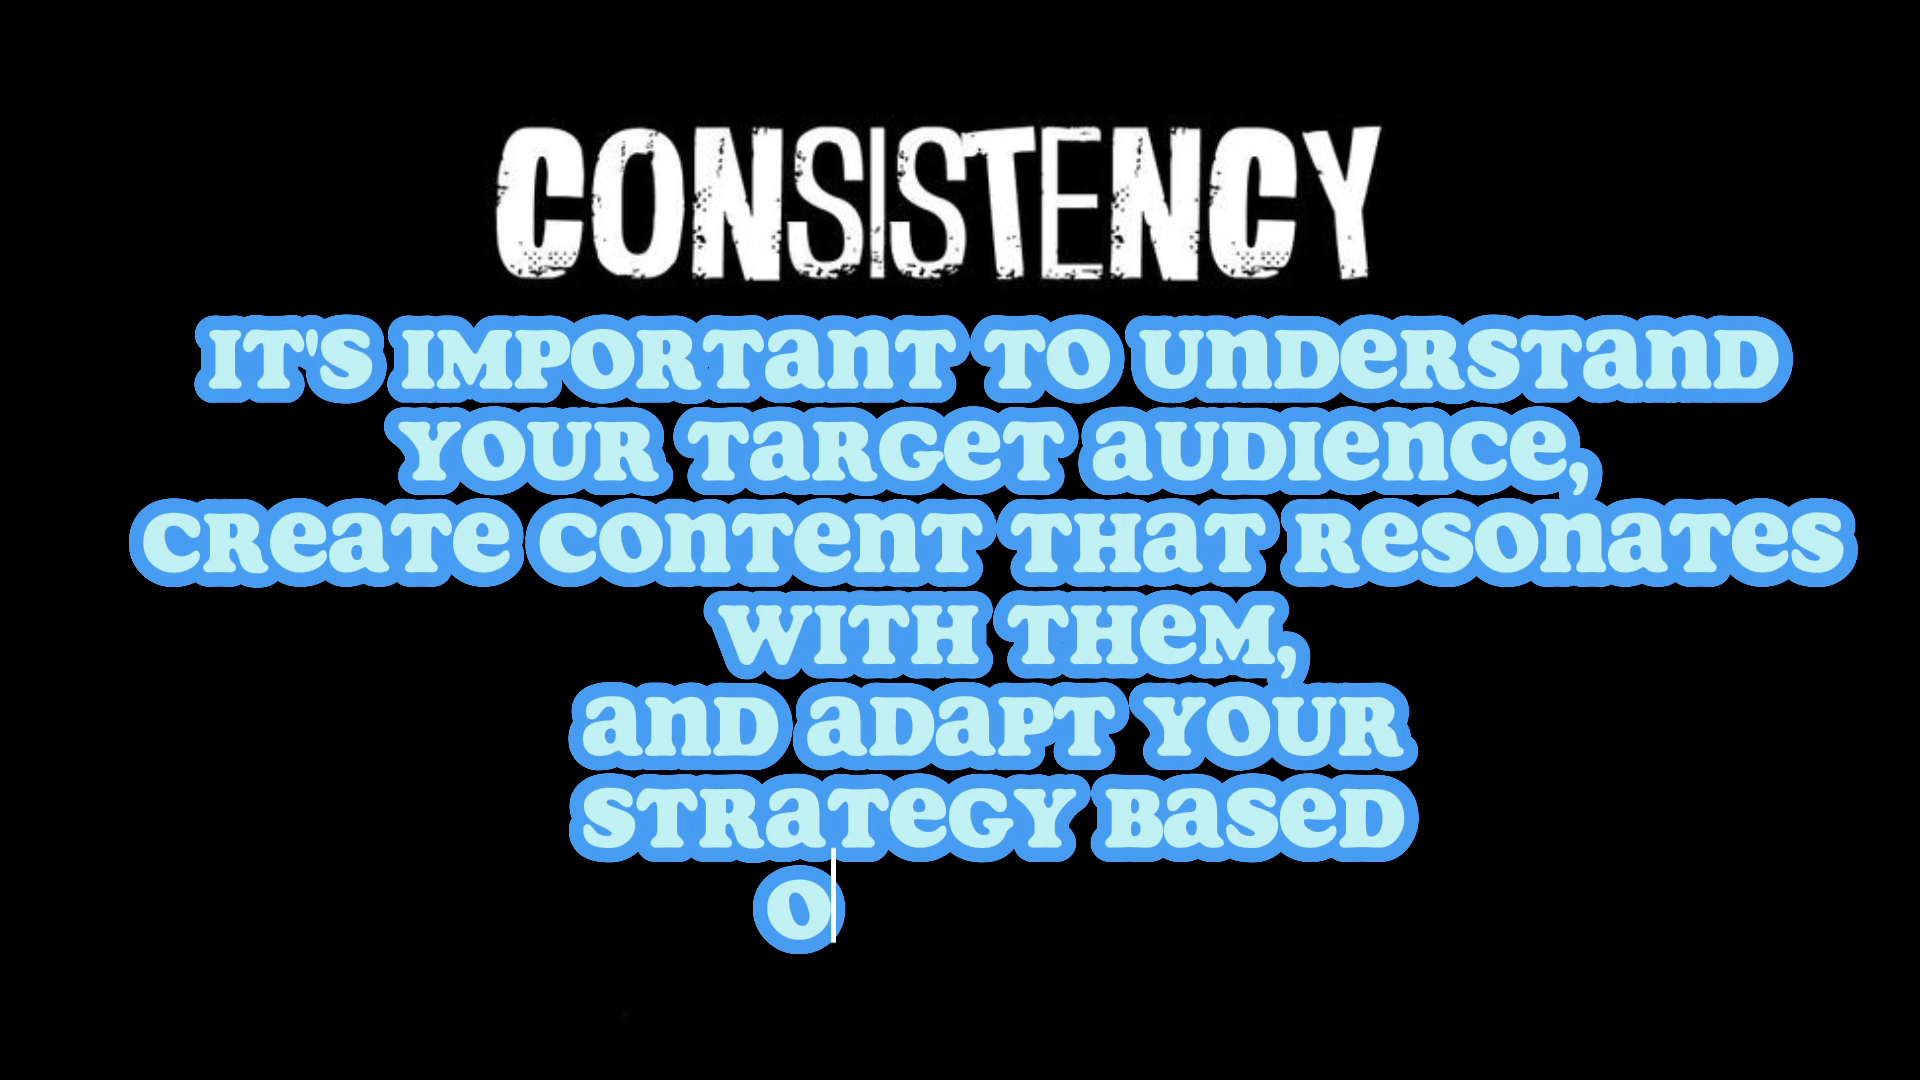 CONSISTENCY
IT'S IMPORTANT TO UNDERSTAND
YOUR TARGET AUDIENCE,
CREATE CONTENT THAT RESONATES
WITH THEM,
AND ADAPT YOUR
STRATEGY BASED
O